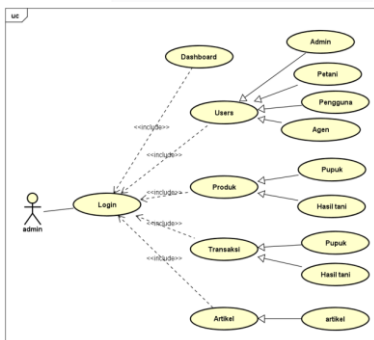 uc
Dashboard
Admin
Petani
Users
Pengguna
Agen
<<include>>
<<include>>
Login
admin
<<include>>
Produk
Pupuk
Hasil tani
<<include>>
Transaksi
Pupuk
Hasil tani
<<include>>
Artikel
artikel